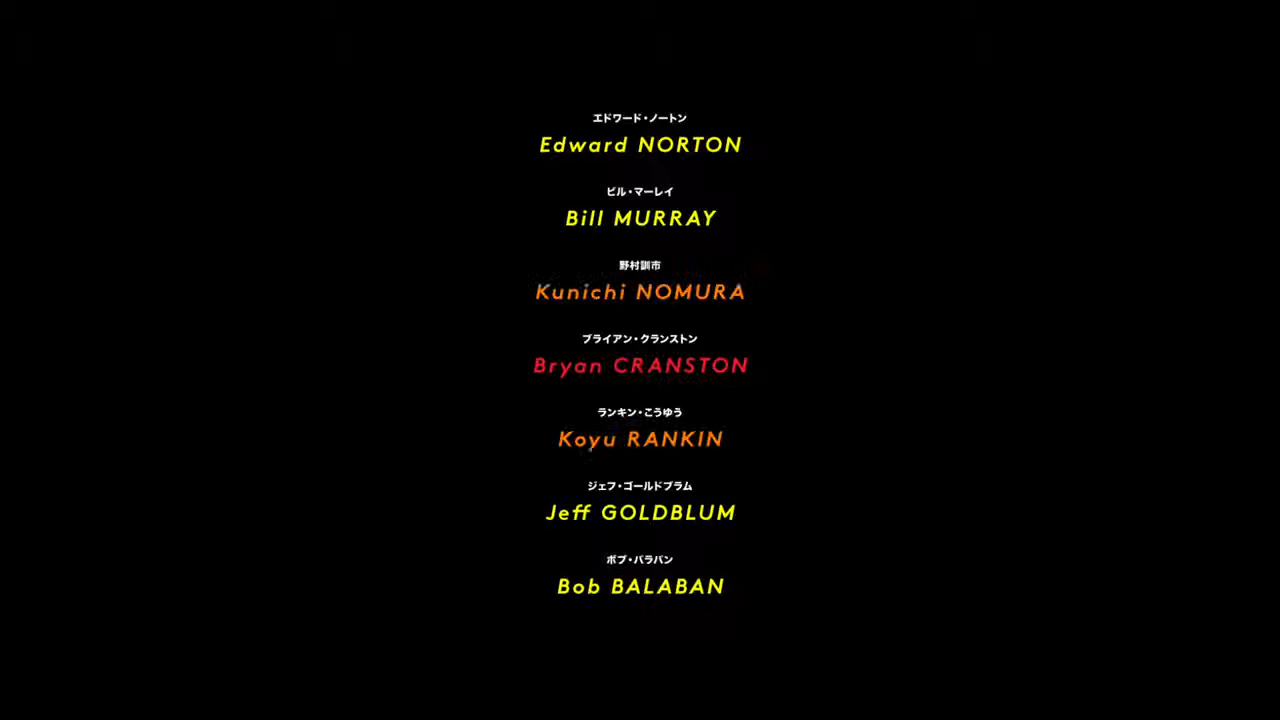 エドワード・ノートン
Edward NORTON
ビル・マーレイ
Bill MURRAY
野村訓市
Kunichi NOMURA
ブライアン・クランストン
Bryan CRANSTON
ランキン・こうゆう
Koyu RANKIN
ジェフ・ゴールドブラム
Jeff GOLDBLUM
ボブ・バラバン
Bob BALABAN